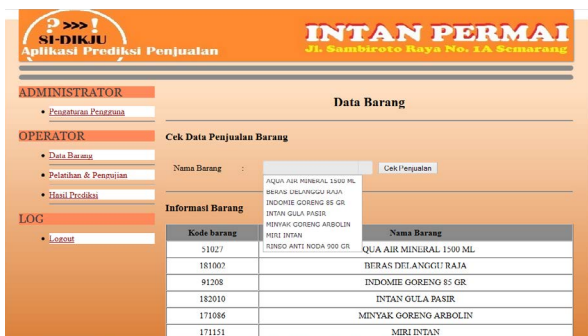 ? >>> !
SI-DIKJU
Aplikasi Prediksi Penjualan
INTAN PERMAI
Jl. Sambiroto Raya No. 1A Semarang
ADMINISTRATOR
Pengaturan Pengguna
OPERATOR
Data Barang
Pelatihan & Pengujian
Hasil Prediksi
LOG
Logout
Data Barang
Cek Data Penjualan Barang
Nama Barang : Cek Penjualan
AQUA AIR MINERAL 1500 ML
BERAS DELANGGU RAJA
INDOMIE GORENG 85 GR
INTAN GULA PASIR
MINYAK GORENG ARBOLIN
MIRI INTAN
RINSO ANTI NODA 900 GR
Informasi Barang
Kode barang Nama Barang
51027 QUA AIR MINERAL 1500 ML
181002 BERAS DELANGGU RAJA
91208 INDOMIE GORENG 85 GR
182010 INTAN GULA PASIR
171086 MINYAK GORENG ARBOLIN
171151 MIRI INTAN